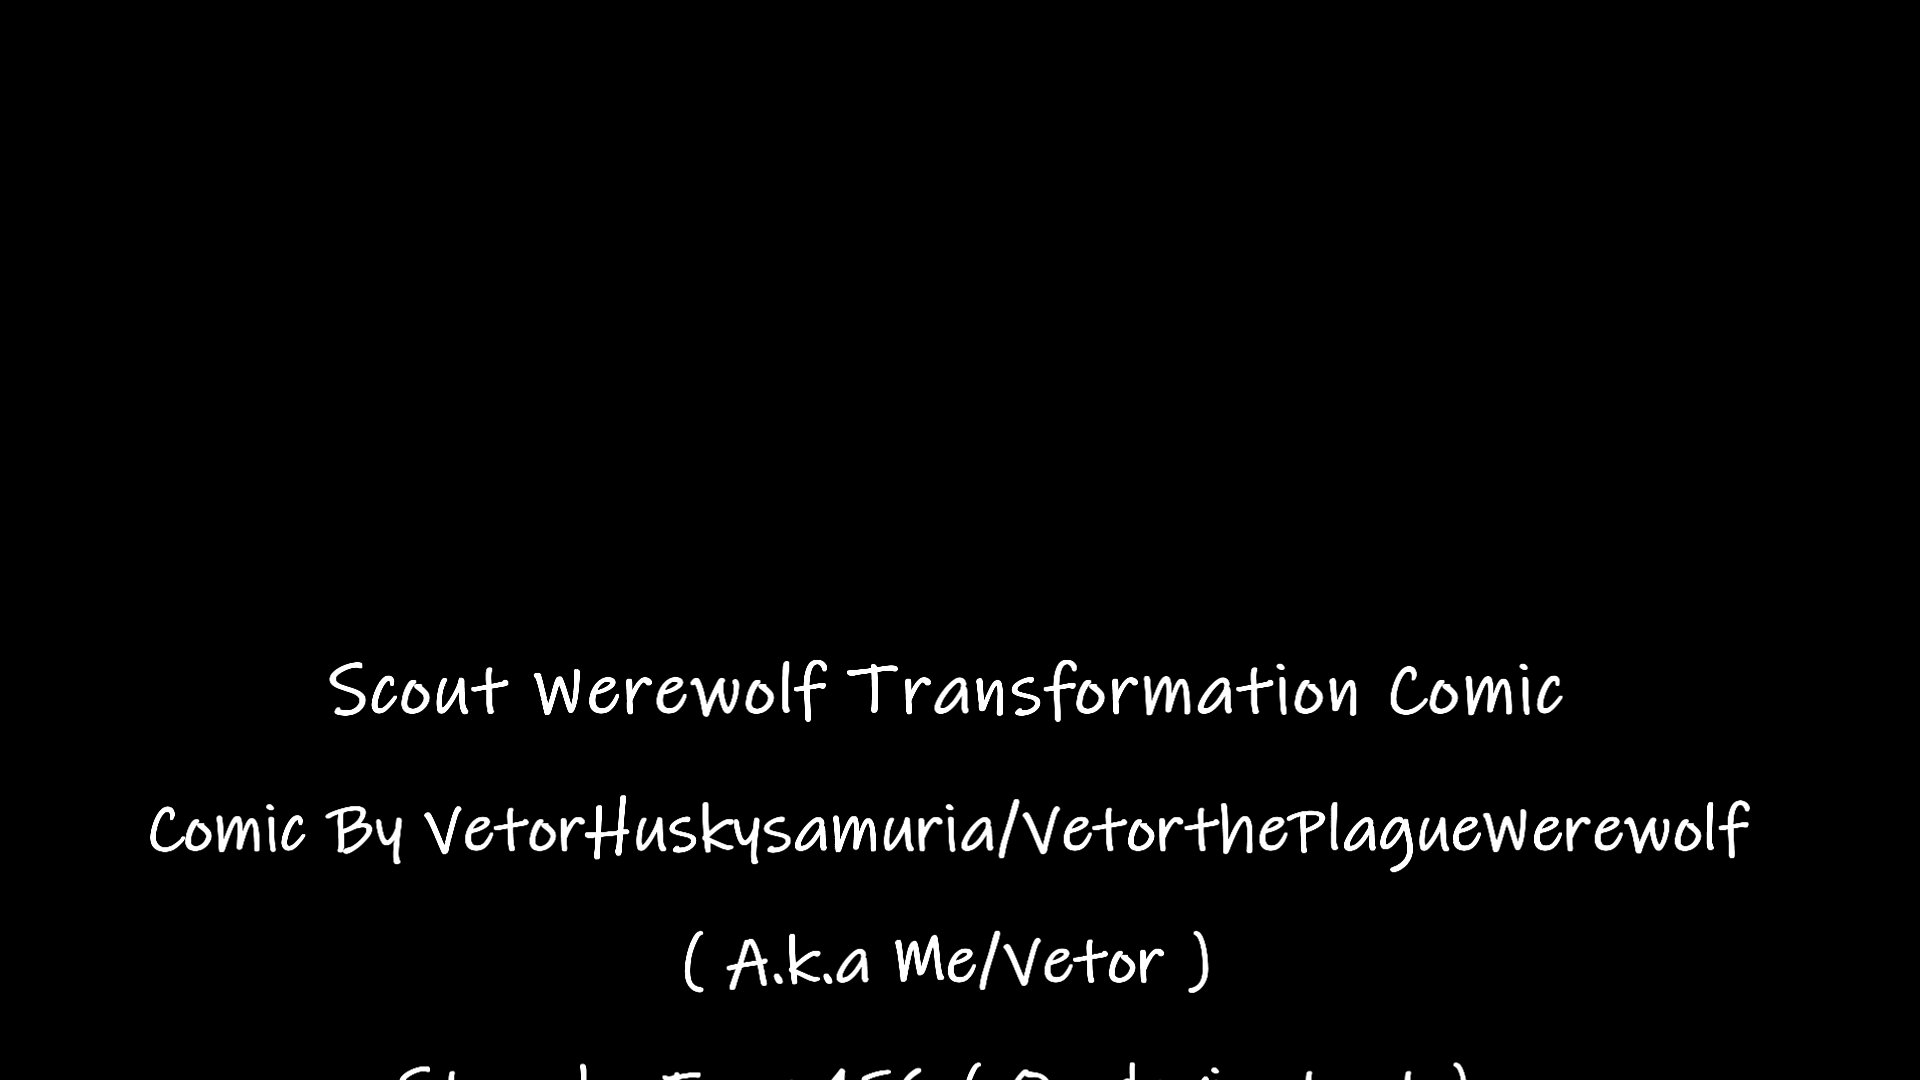 Scout Werewolf Transformation Comic
Comic By VetorHuskysamuria/VetorthePlagueWerewolf
( A.k.a Me/Vetor )